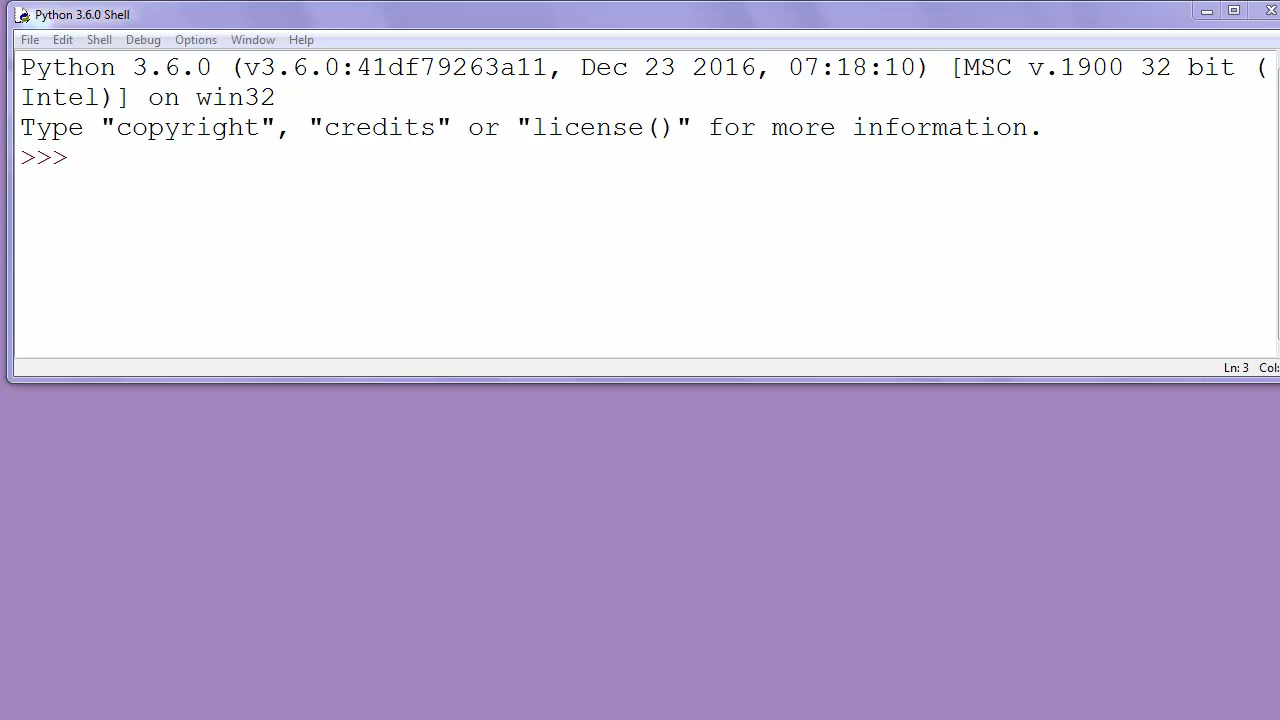 Python 3.6.0 Shell
File Edit Shell Debug Options Window Help
Python 3.6.0 (v3.6.0:41df79263a11, Dec 23 2016, 07:18:10) [MSC v.1900 32 bit (
Intel)] on win32
Type "copyright", "credits" or "license()" for more information.
>>>
Ln: 3 Col: